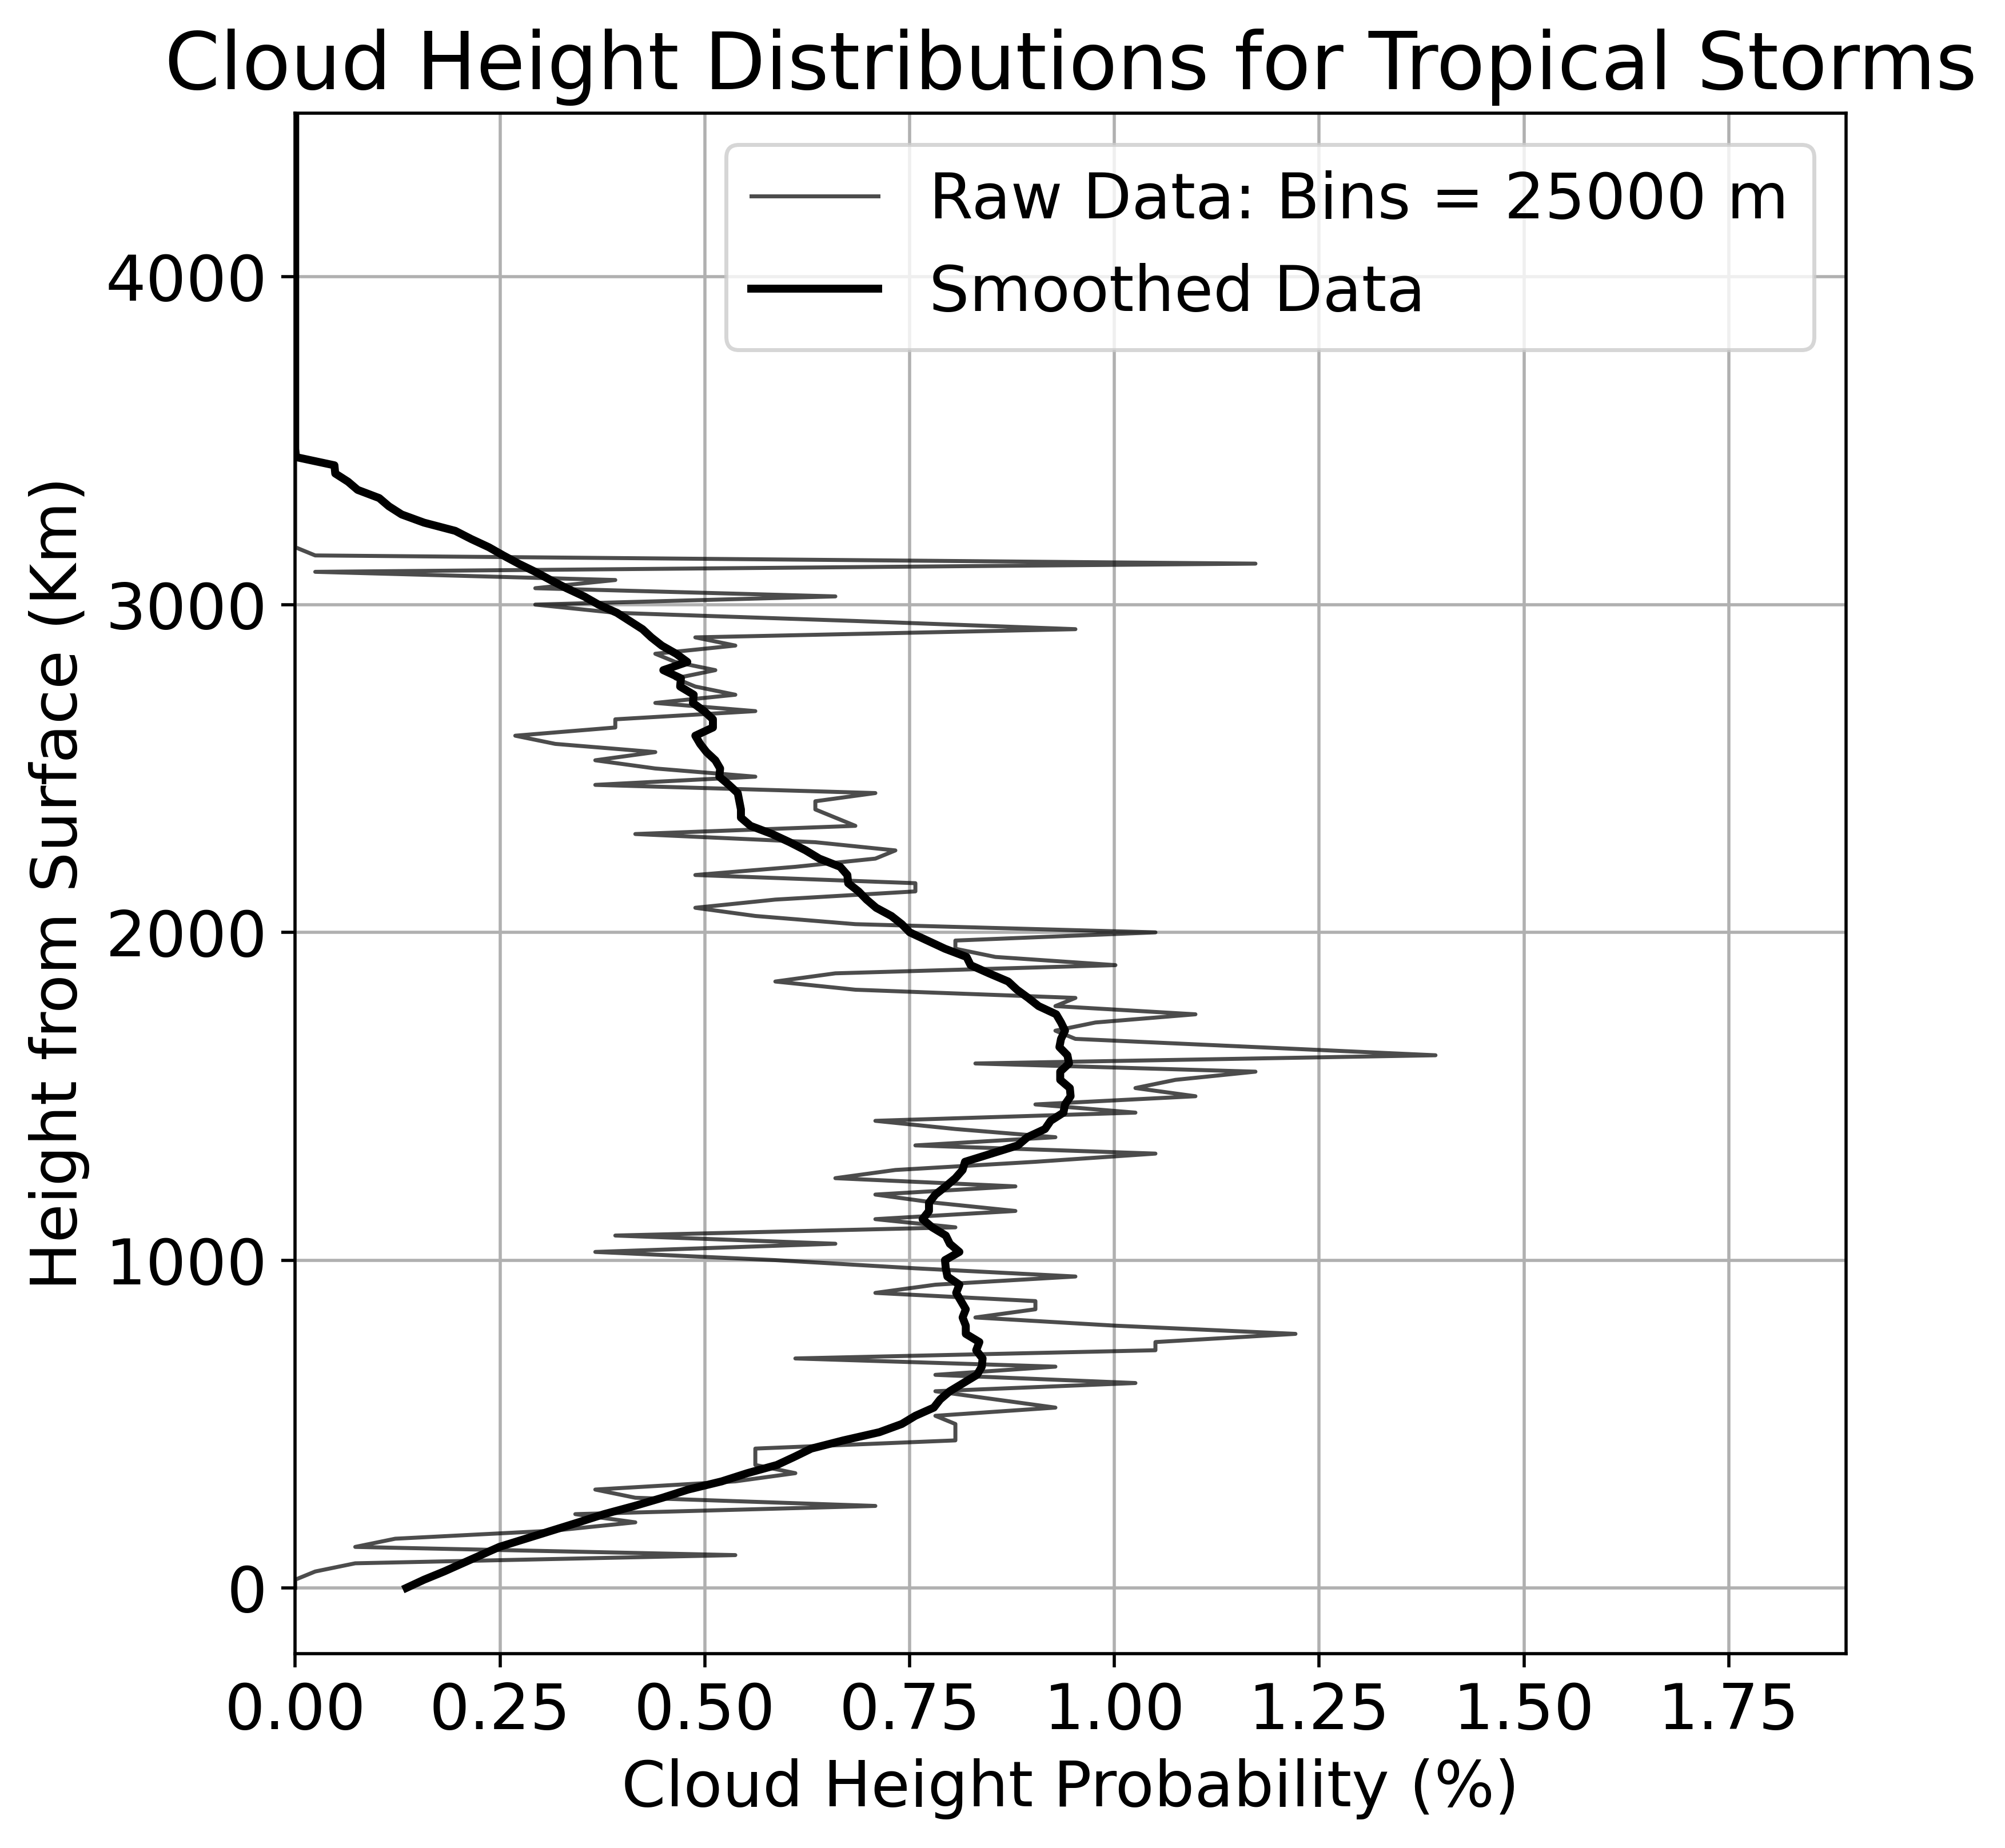 Cloud Height Distributions for Tropical Storms
Raw Data: Bins = 25000 m
Smoothed Data
Height from Surface (Km)
4000
3000
2000
1000
0
0.00 0.25 0.50 0.75 1.00 1.25 1.50 1.75
Cloud Height Probability (%)